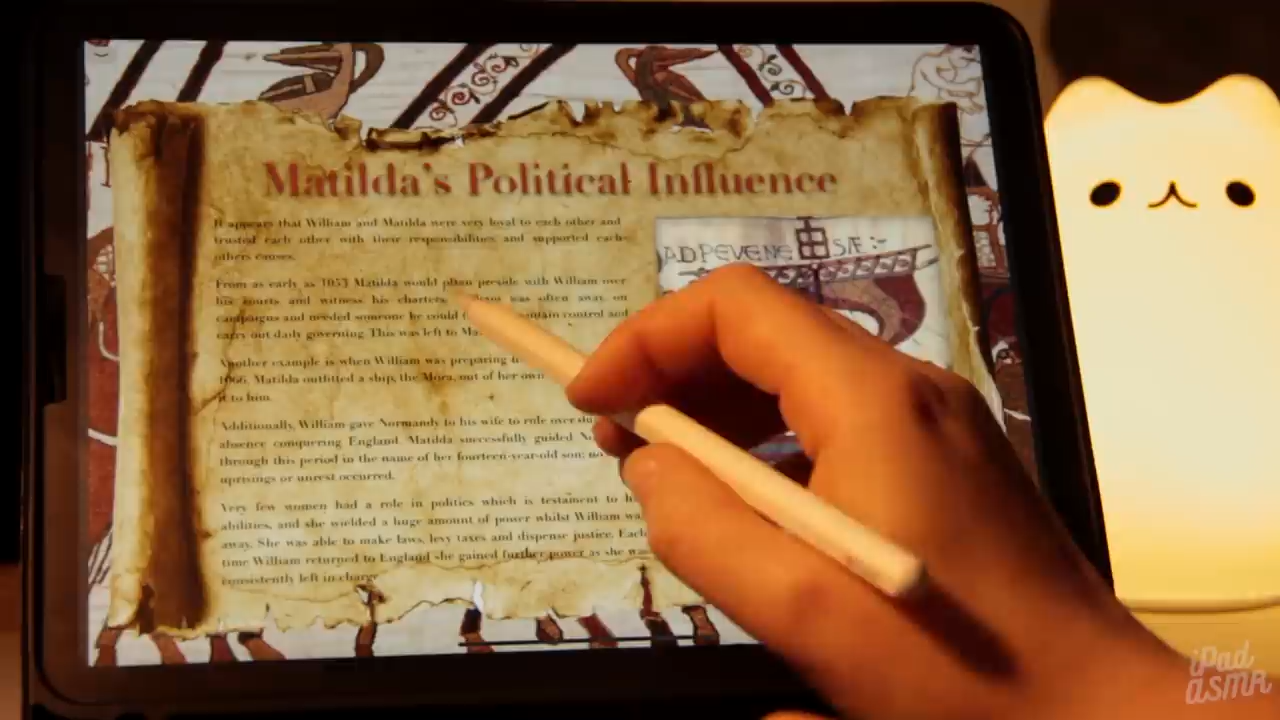 Matilda's Political Influence
It appears that William and Matilda were very loyal to each other and
trusted each other with these responsibilities and supported each
others causes.
From as early as 1053 Matilda would often preside with William over
his courts and witness his charters. was often away on
campaigns and needed someone he could control and
carry out daily governing. This was left to
Another example is when William was preparing
1066. Matilda outfitted a ship, the Mora, out of her own
it to him.
Additionally, William gave Normandy to his wife to rule over
absence conquering England. Matilda successfully guided
through this period in the name of her fourteen-year-old son; no
uprisings or unrest occurred.
Very few women had a role in politics which is testament to
abilities, and she wielded a huge amount of power whilst William
away. She was able to make laws, levy taxes and dispense justice. Each
time William returned to England she gained further power as she
consistently left in charge
AD PEVENE SÆ:-
iPad
ASMR